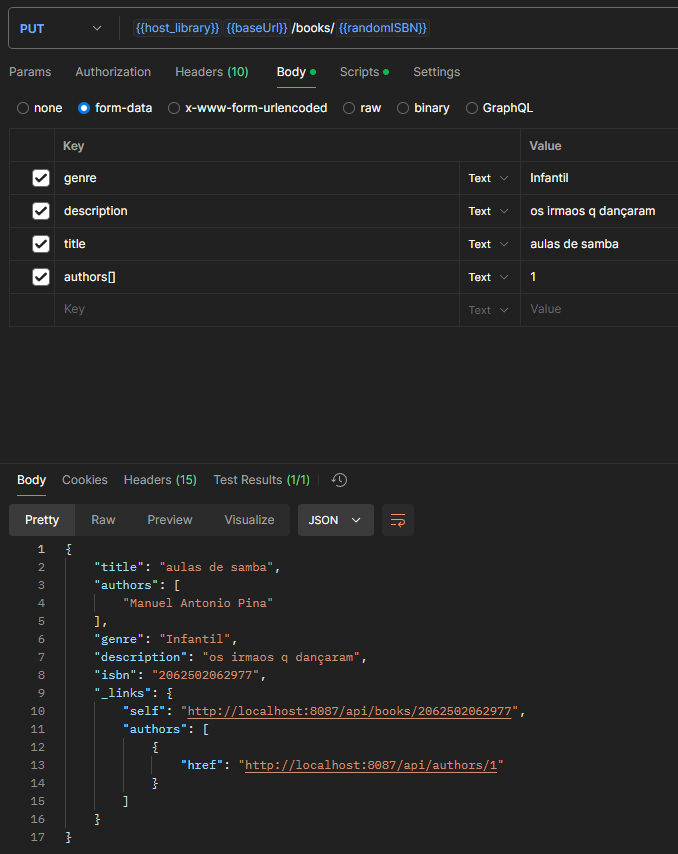 PUT {{host_library}} {{baseUrl}} /books/ {{randomISBN}}
Params Authorization Headers (10) Body Scripts Settings
none form-data x-www-form-urlencoded raw binary GraphQL
Key Value
genre Text Infantil
description Text os irmaos q dançaram
title Text aulas de samba
authors[] Text 1
Key Text Value
Body Cookies Headers (15) Test Results (1/1)
Pretty Raw Preview Visualize JSON
1 {
2 "title": "aulas de samba",
3 "authors": [
4 "Manuel Antonio Pina"
5 ],
6 "genre": "Infantil",
7 "description": "os irmaos q dançaram",
8 "isbn": "2062502062977",
9 "_links": {
10 "self": "http://localhost:8087/api/books/2062502062977",
11 "authors": [
12 {
13 "href": "http://localhost:8087/api/authors/1"
14 }
15 ]
16 }
17 }